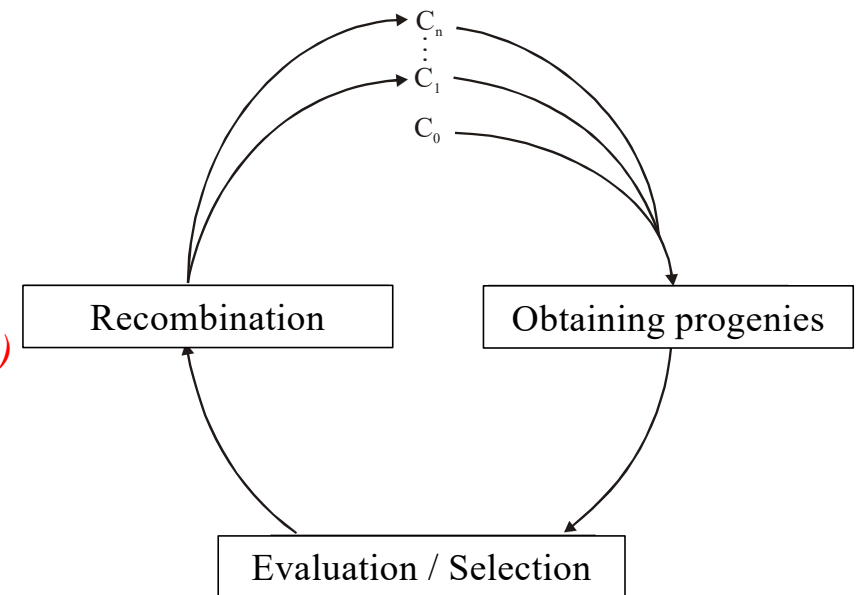 Cₙ
C₁
C₀
Recombination
Obtaining progenies
)
Evaluation / Selection